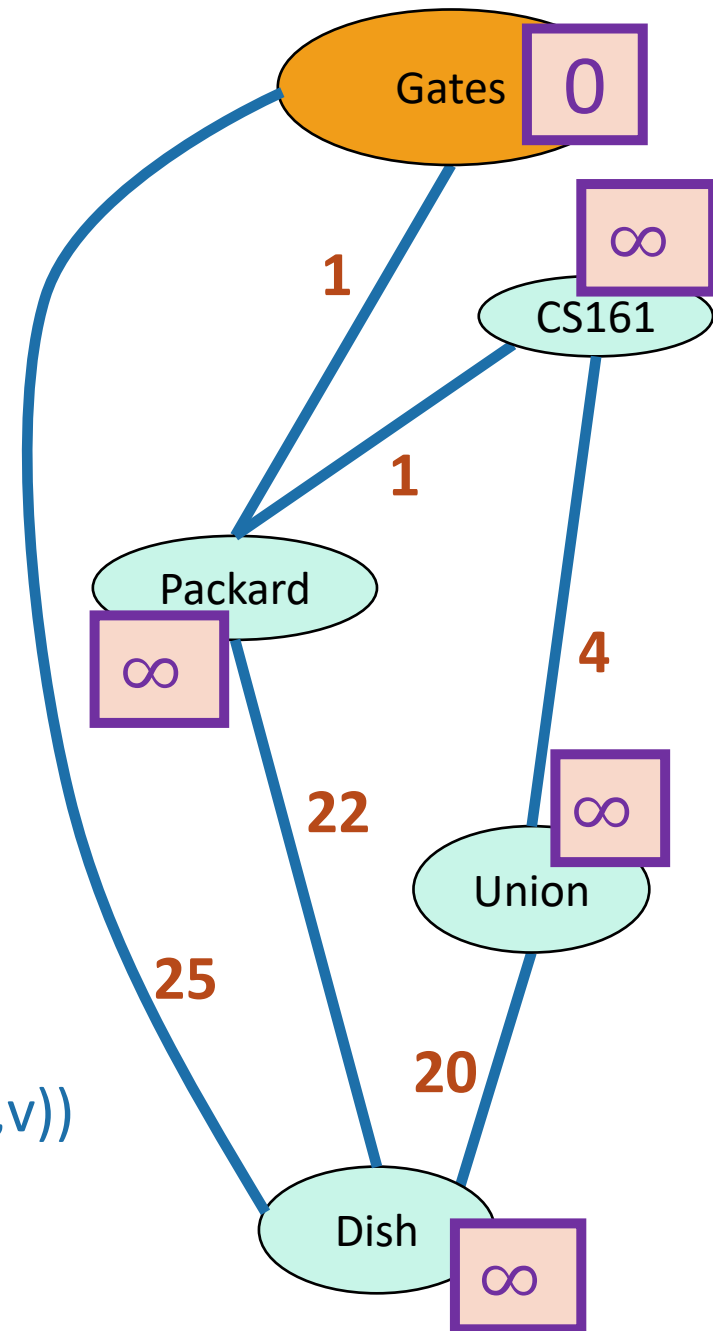 Gates
0
∞
CS161
1
1
Packard
∞
4
22
∞
Union
25
20
,v))
Dish
∞